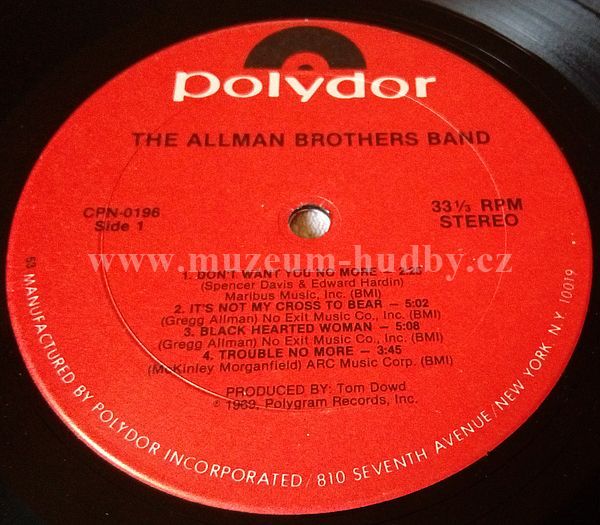 polydor
THE ALLMAN BROTHERS BAND
CPN-0196
Side 1
33 1/3 RPM
STEREO
www.muzeum-hudby.cz
1. DON'T WANT YOU NO MORE — 2:25
(Spencer Davis & Edward Hardin)
Maribus Music, Inc. (BMI)
2. IT'S NOT MY CROSS TO BEAR — 5:02
(Gregg Allman) No Exit Music Co., Inc. (BMI)
3. BLACK HEARTED WOMAN — 5:08
(Gregg Allman) No Exit Music Co., Inc. (BMI)
4. TROUBLE NO MORE — 3:45
(McKinley Morganfield) ARC Music Corp. (BMI)
PRODUCED BY: Tom Dowd
℗ 1969, Polygram Records, Inc.
53 MANUFACTURED BY POLYDOR INCORPORATED / 810 SEVENTH AVENUE / NEW YORK, N.Y. 10019